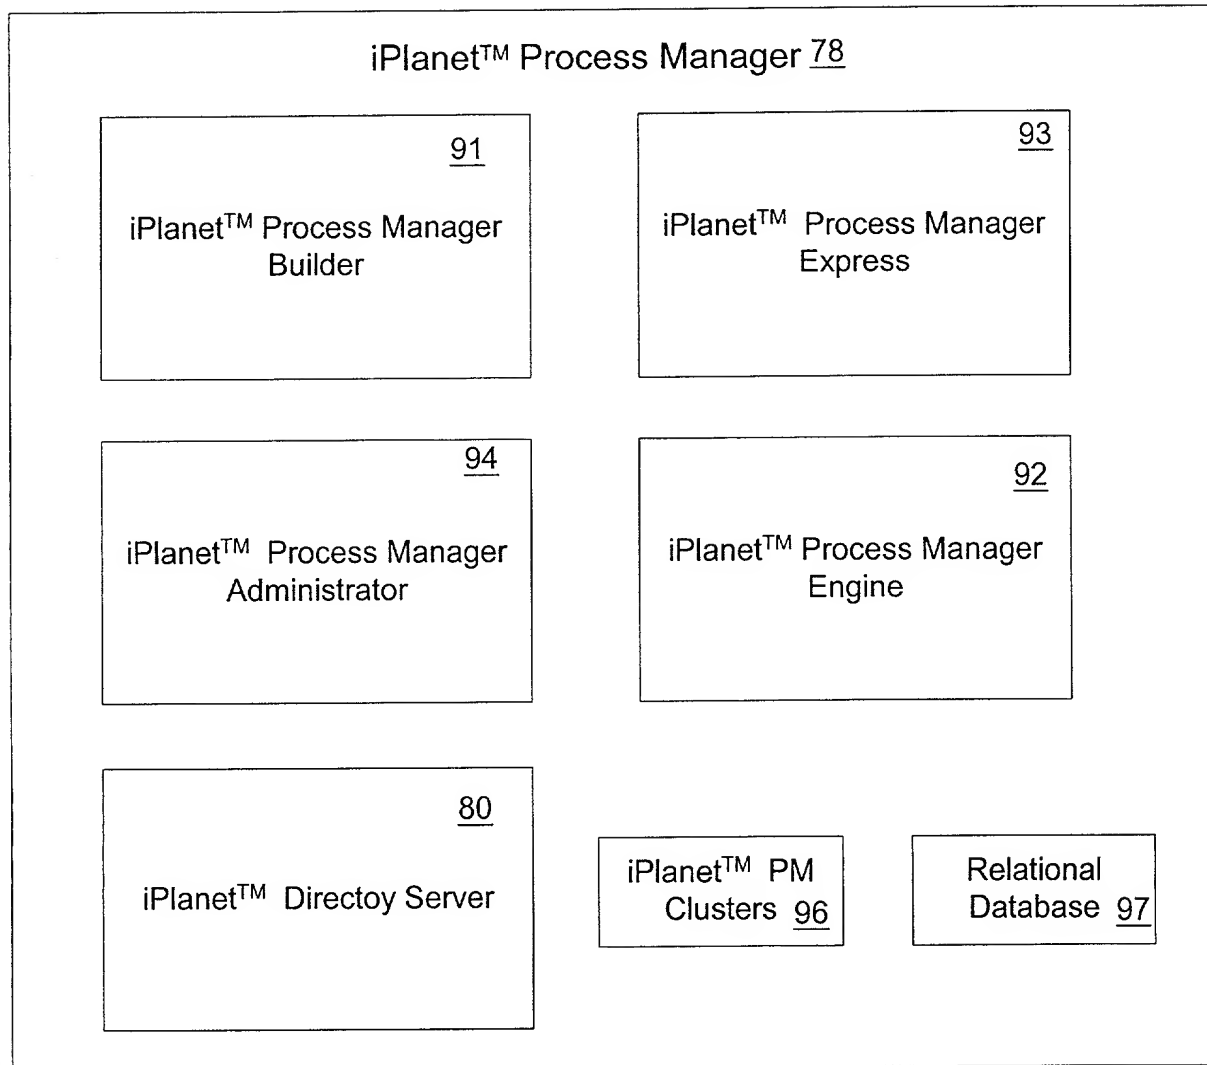 iPlanet™ Process Manager 78
91
iPlanet™ Process Manager
Builder
93
iPlanet™ Process Manager
Express
94
iPlanet™ Process Manager
Administrator
92
iPlanet™ Process Manager
Engine
80
iPlanet™ Directoy Server
iPlanet™ PM
Clusters 96
Relational
Database 97